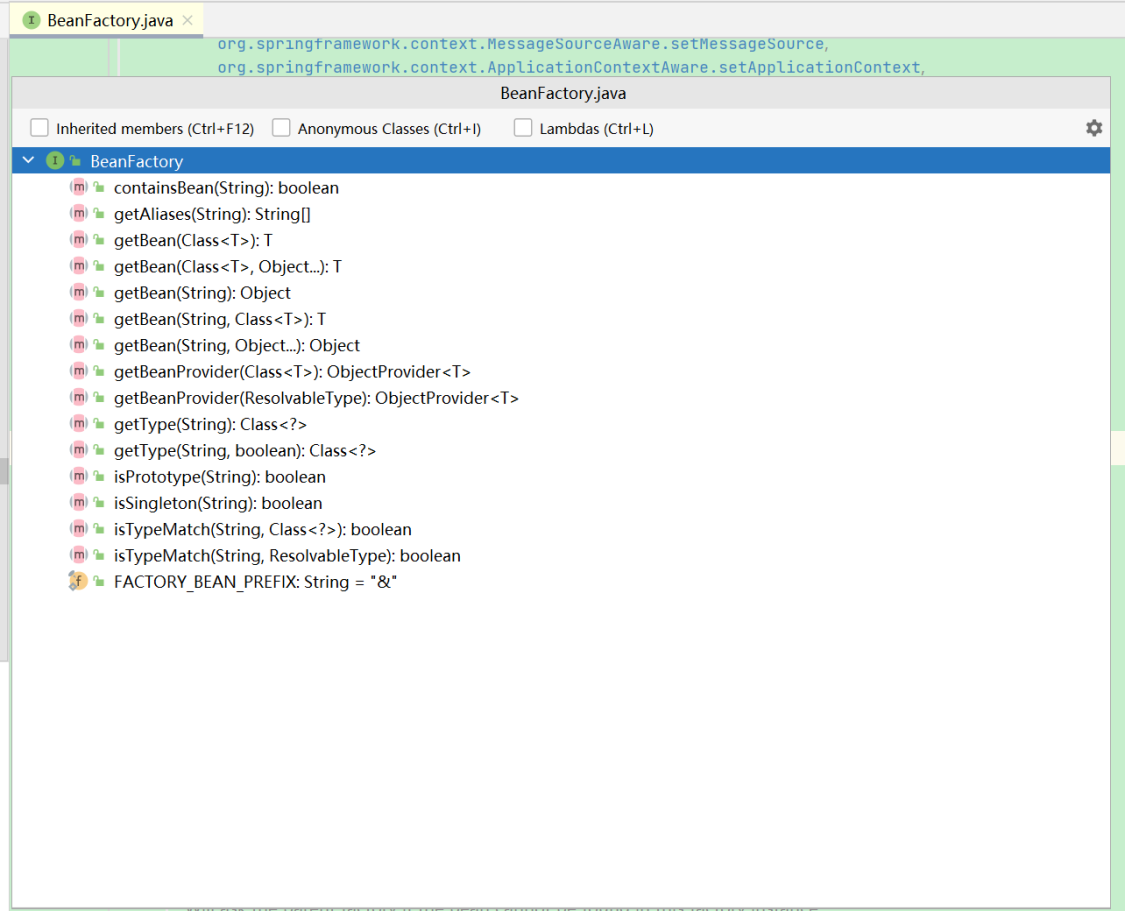 BeanFactory.java
org.springframework.context.MessageSourceAware.setMessageSource,
org.springframework.context.ApplicationContextAware.setApplicationContext,
BeanFactory.java
Inherited members (Ctrl+F12) Anonymous Classes (Ctrl+I) Lambdas (Ctrl+L)
BeanFactory
containsBean(String): boolean
getAliases(String): String[]
getBean(Class<T>): T
getBean(Class<T>, Object...): T
getBean(String): Object
getBean(String, Class<T>): T
getBean(String, Object...): Object
getBeanProvider(Class<T>): ObjectProvider<T>
getBeanProvider(ResolvableType): ObjectProvider<T>
getType(String): Class<?>
getType(String, boolean): Class<?>
isPrototype(String): boolean
isSingleton(String): boolean
isTypeMatch(String, Class<?>): boolean
isTypeMatch(String, ResolvableType): boolean
FACTORY_BEAN_PREFIX: String = "&"